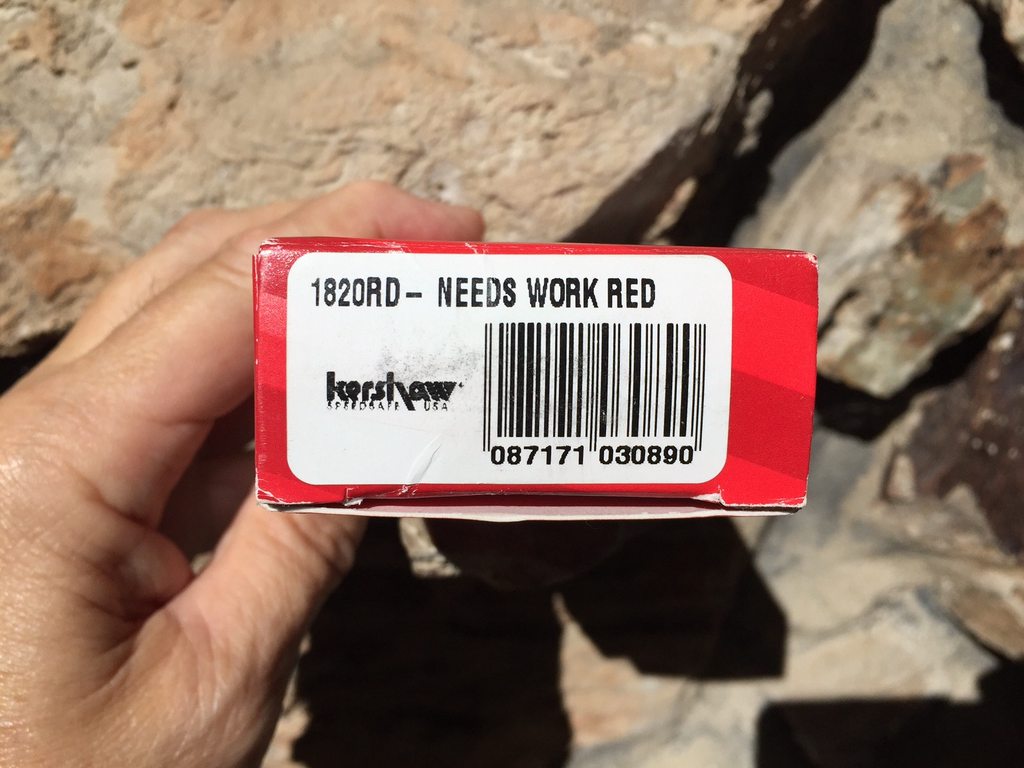 1820RD - NEEDS WORK RED
kershaw
SPEEDSAFE USA
087171 030890